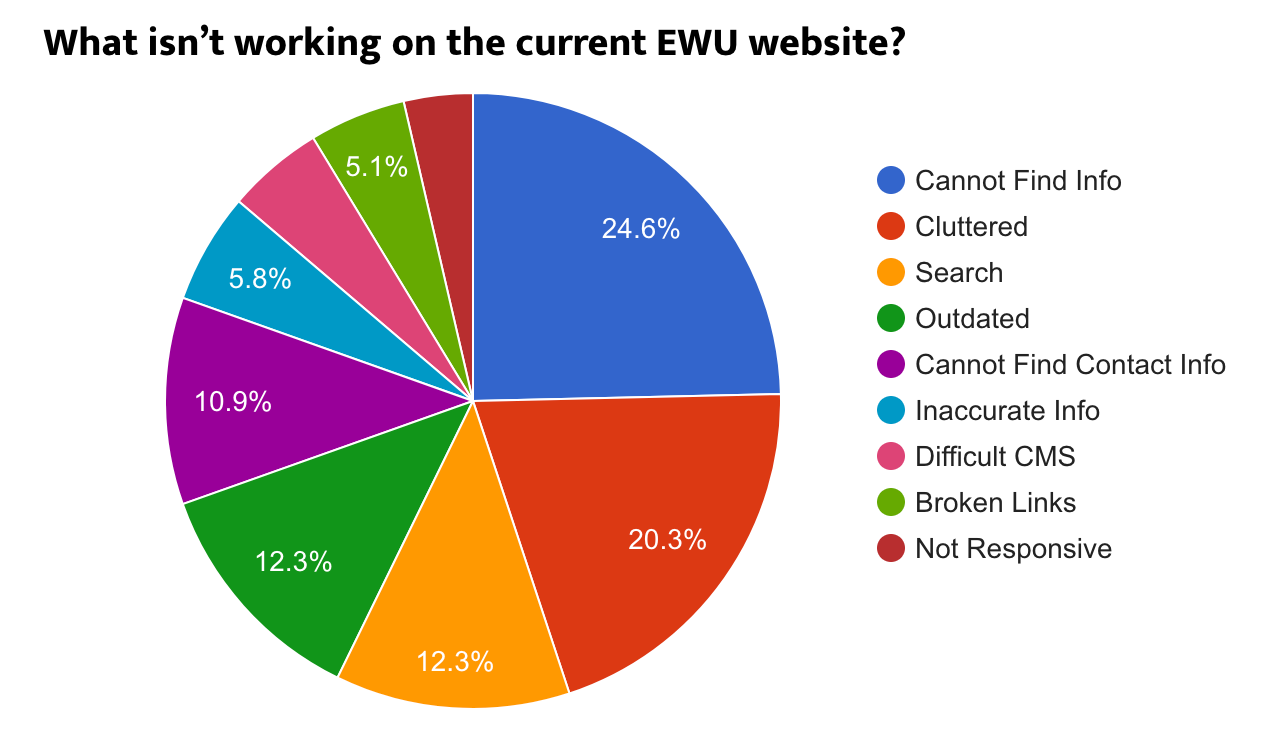 What isn’t working on the current EWU website?
24.6%
20.3%
12.3%
12.3%
10.9%
5.8%
5.1%
Cannot Find Info
Cluttered
Search
Outdated
Cannot Find Contact Info
Inaccurate Info
Difficult CMS
Broken Links
Not Responsive